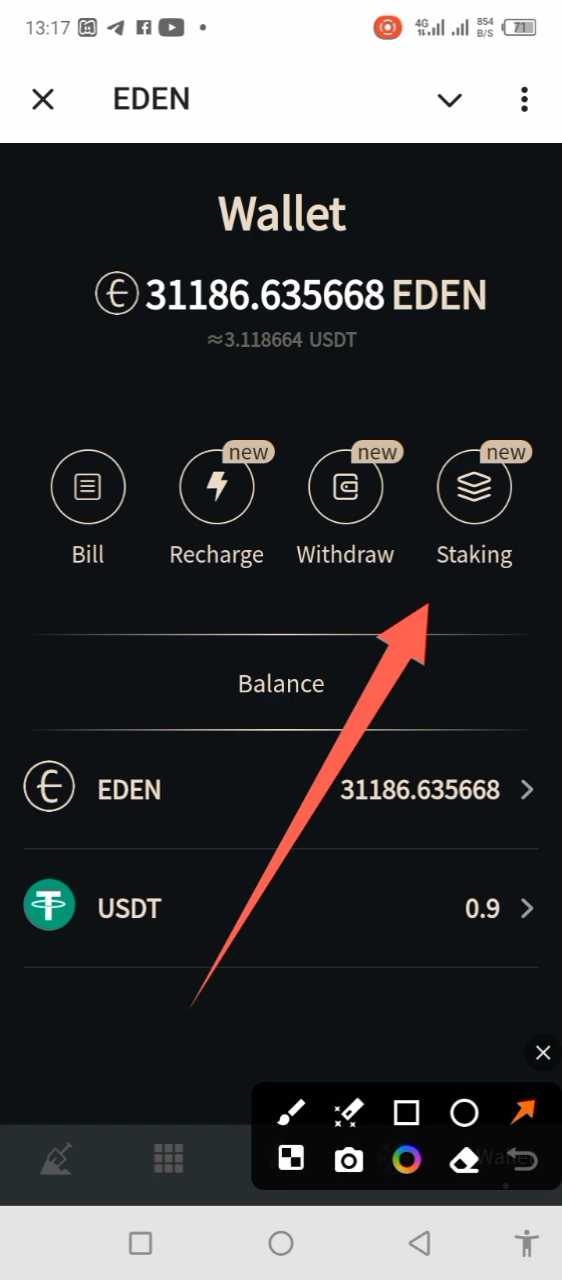 13:17 4G 854 B/S 71
EDEN
Wallet
31186.635668 EDEN
≈3.118664 USDT
new new new
Bill Recharge Withdraw Staking
Balance
EDEN 31186.635668
USDT 0.9